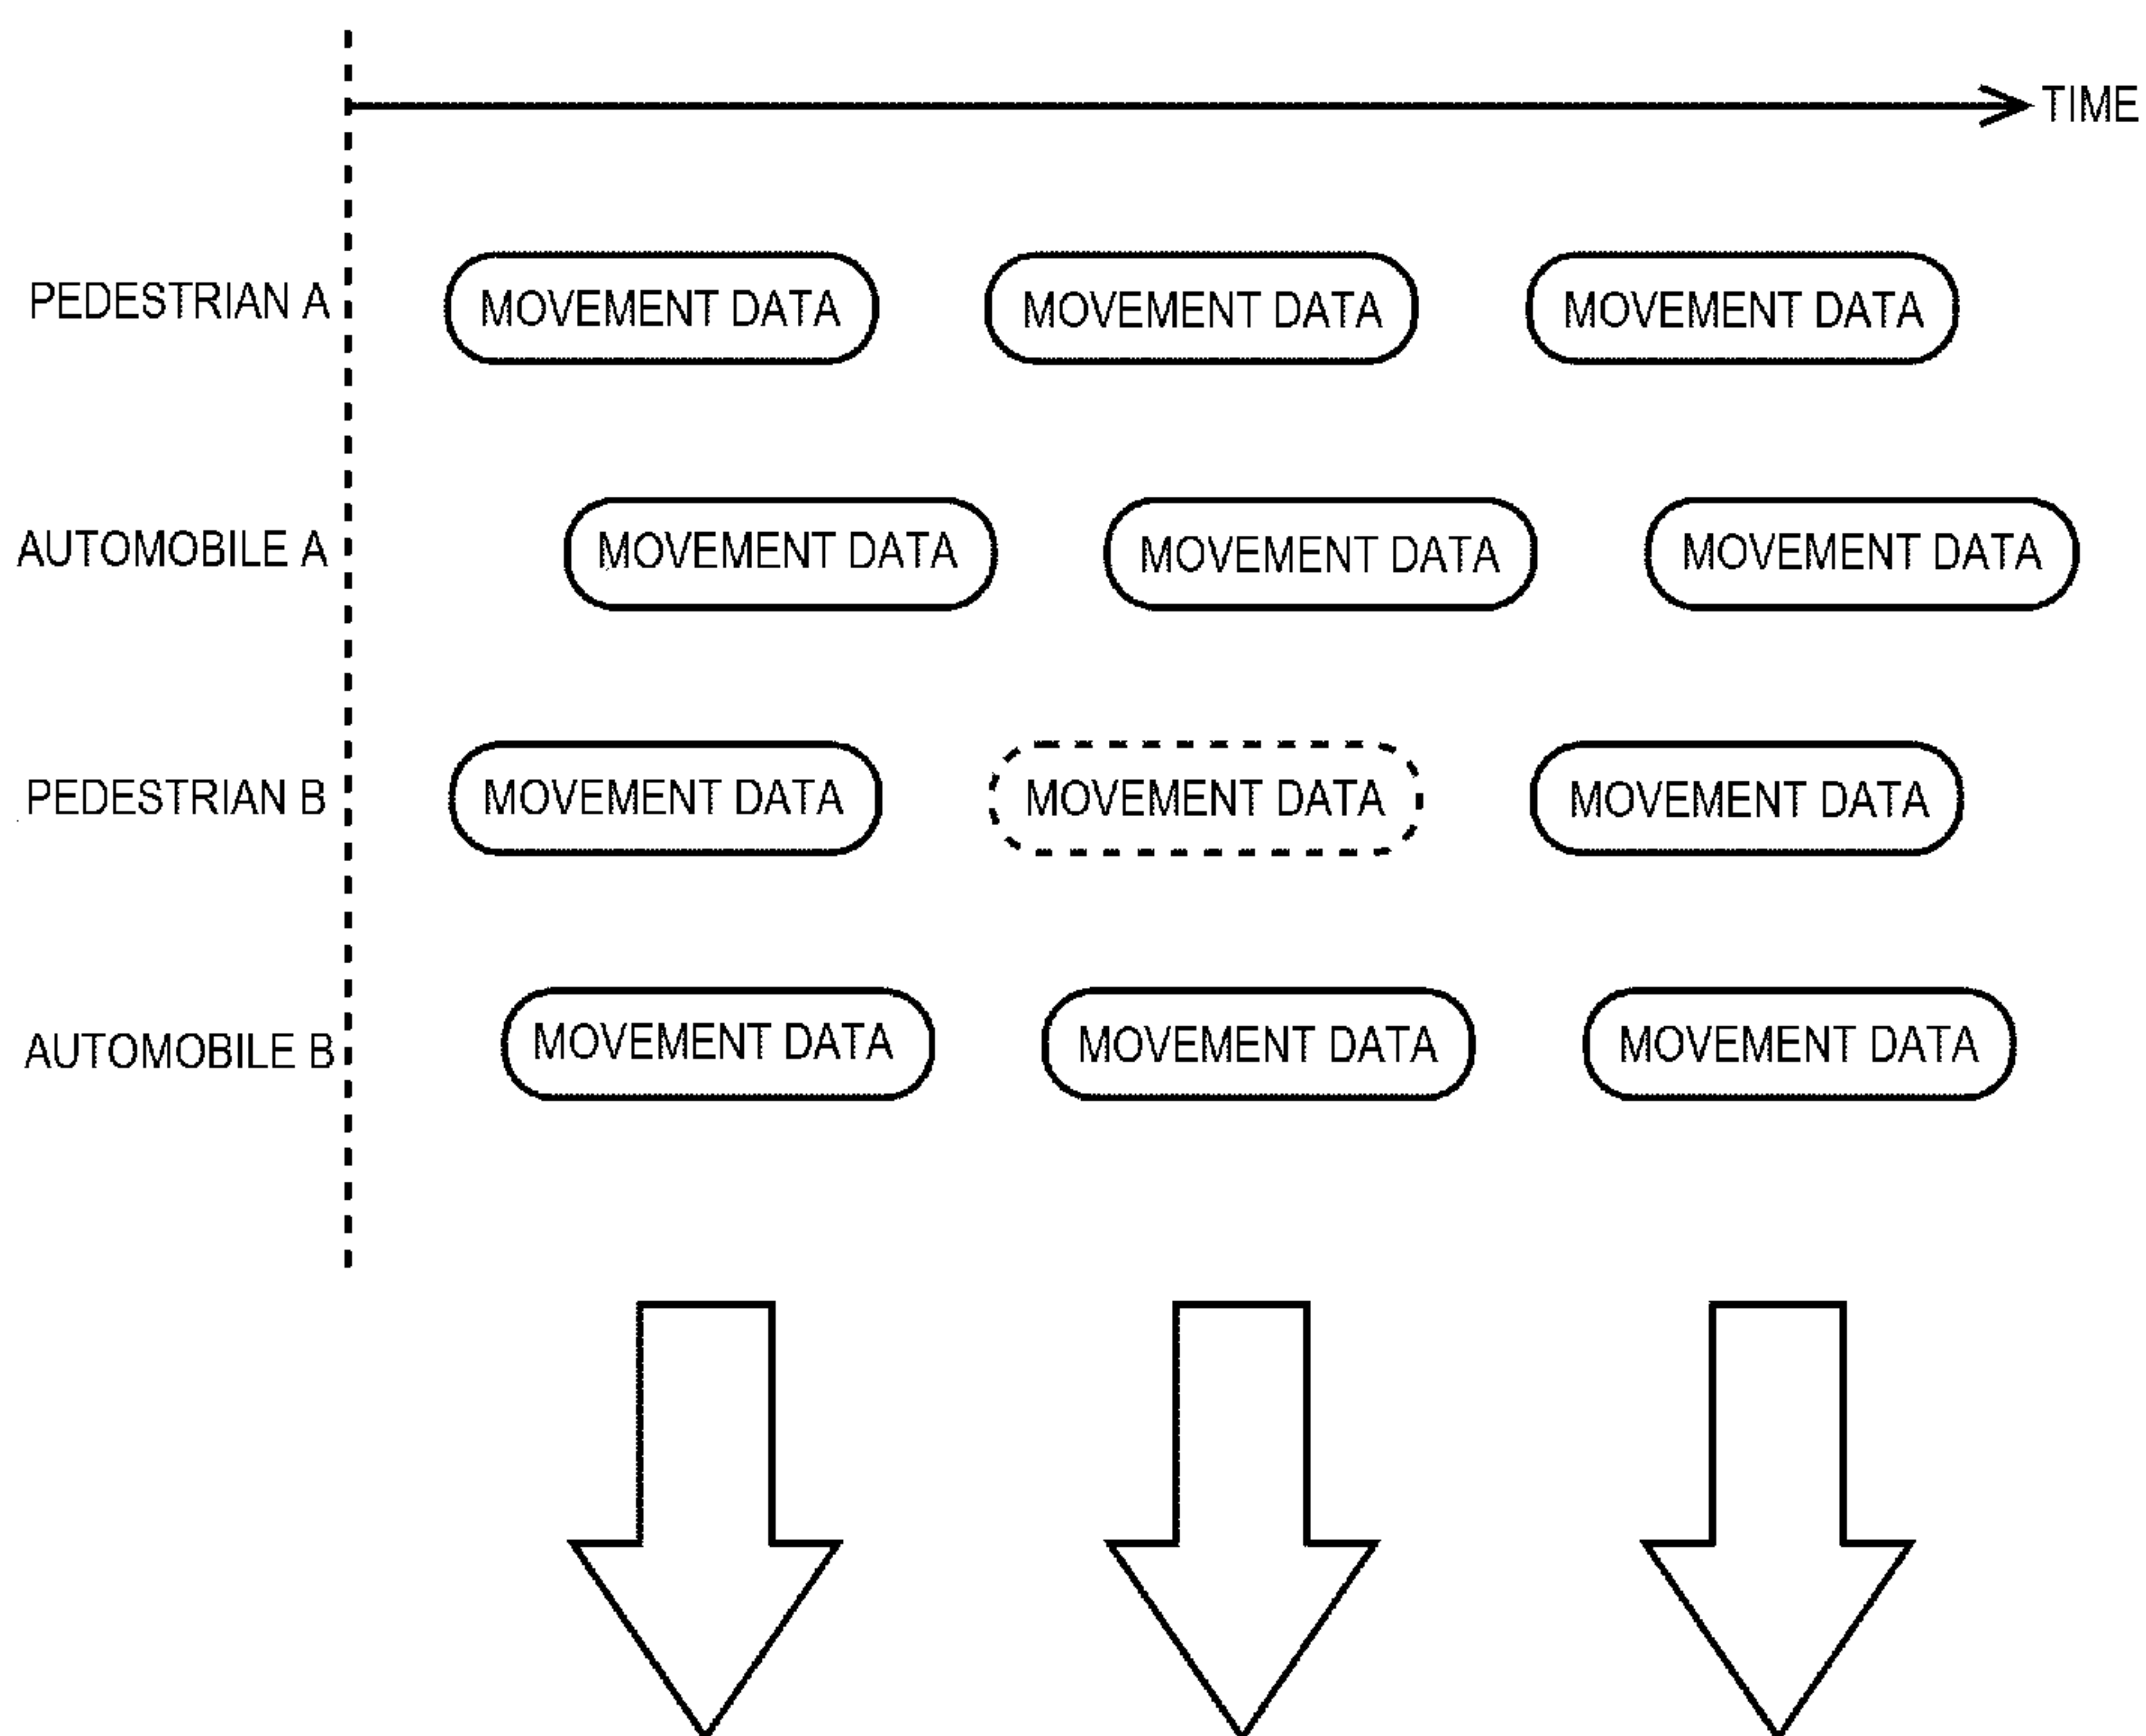 TIME
PEDESTRIAN A MOVEMENT DATA MOVEMENT DATA MOVEMENT DATA
AUTOMOBILE A MOVEMENT DATA MOVEMENT DATA MOVEMENT DATA
PEDESTRIAN B MOVEMENT DATA MOVEMENT DATA MOVEMENT DATA
AUTOMOBILE B MOVEMENT DATA MOVEMENT DATA MOVEMENT DATA